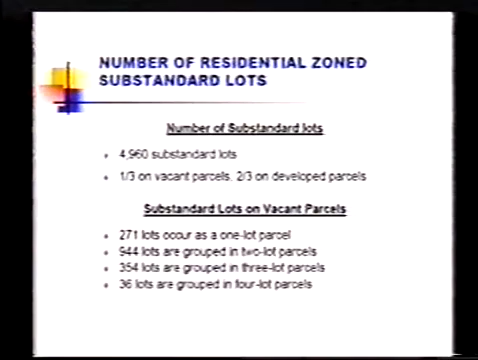 NUMBER OF RESIDENTIAL ZONED
SUBSTANDARD LOTS
Number of Substandard lots
4,960 substandard lots
1/3 on vacant parcels, 2/3 on developed parcels
Substandard Lots on Vacant Parcels
271 lots occur as a one-lot parcel
944 lots are grouped in two-lot parcels
354 lots are grouped in three-lot parcels
36 lots are grouped in four-lot parcels